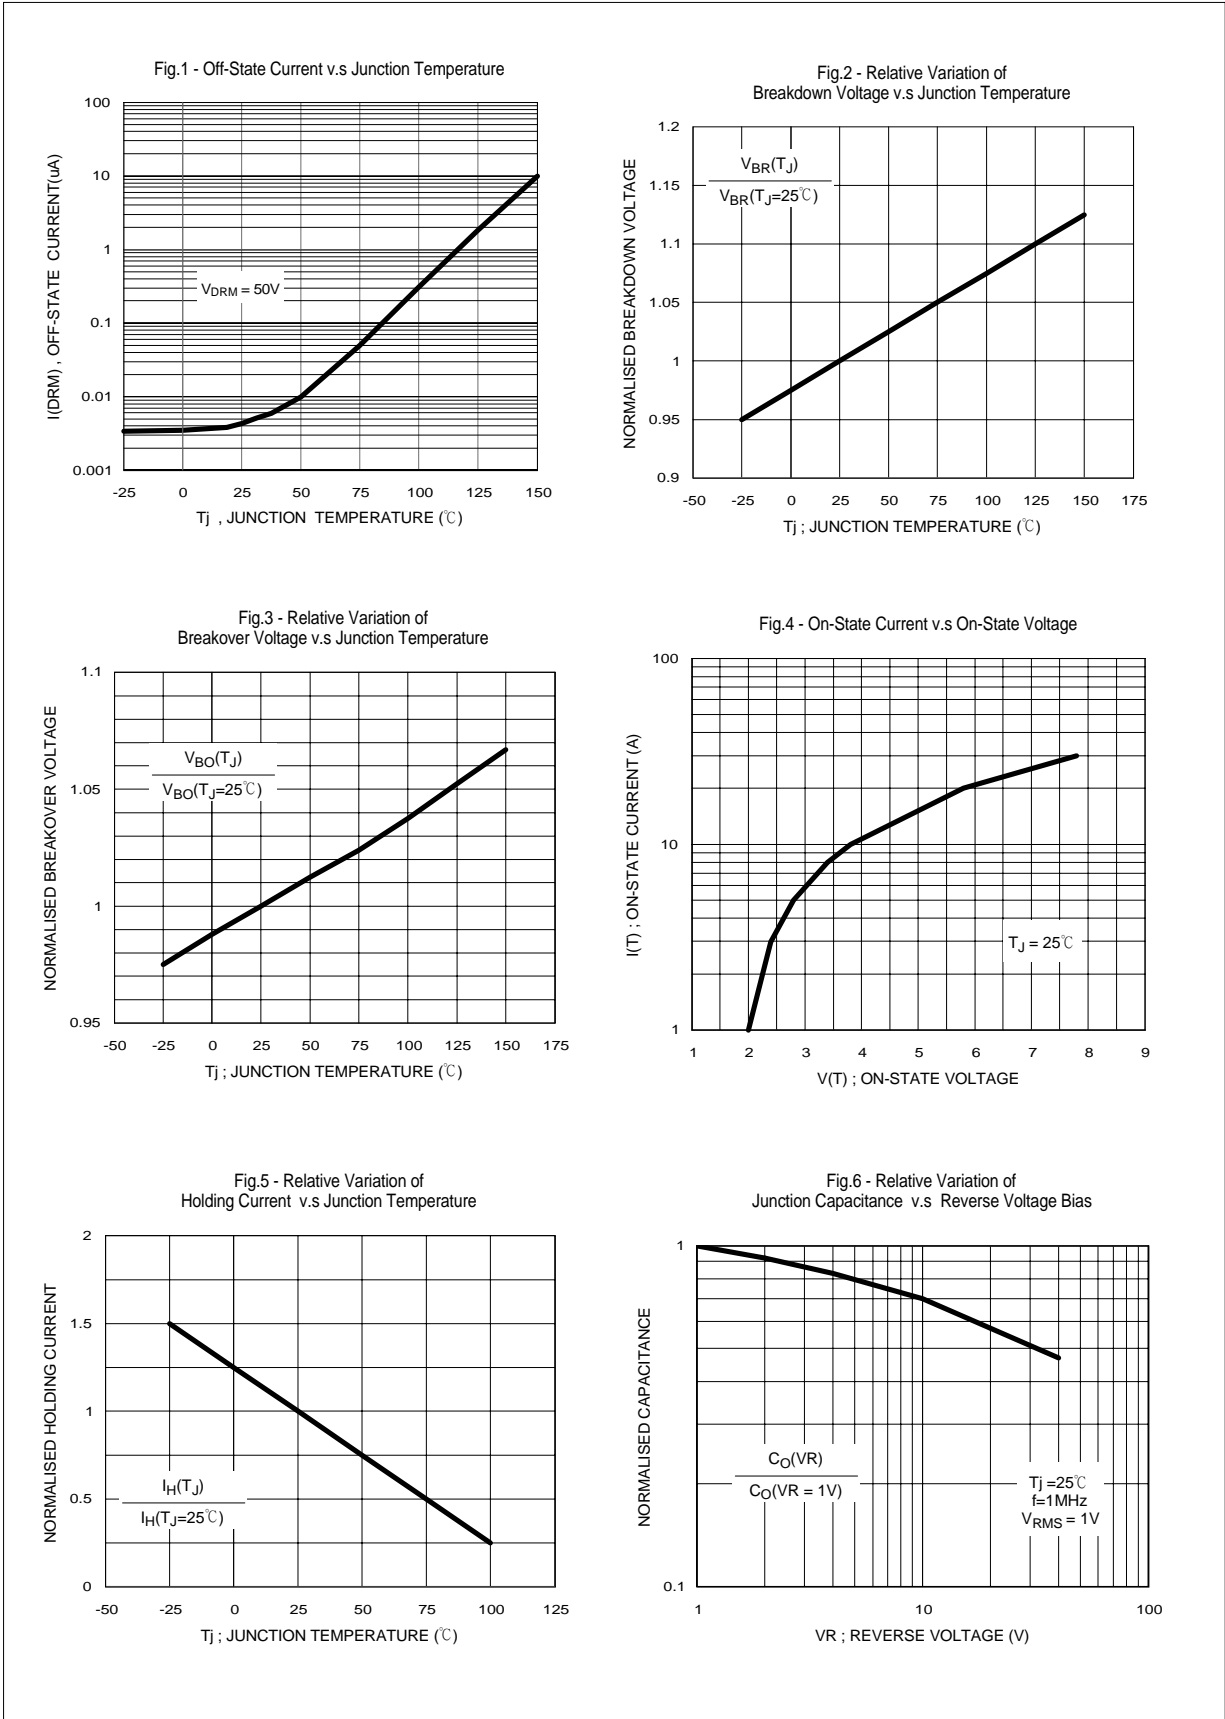 Fig.1 - Off-State Current v.s Junction Temperature
100
10
1
0.1
0.01
0.001
I(DRM) , OFF-STATE CURRENT(uA)
VDRM = 50V
-25 0 25 50 75 100 125 150
Tj , JUNCTION TEMPERATURE (℃)
Fig.2 - Relative Variation of
Breakdown Voltage v.s Junction Temperature
1.2
1.15
1.1
1.05
1
0.95
0.9
NORMALISED BREAKDOWN VOLTAGE
VBR(TJ)
VBR(TJ=25℃)
-50 -25 0 25 50 75 100 125 150 175
Tj ; JUNCTION TEMPERATURE (℃)
Fig.3 - Relative Variation of
Breakover Voltage v.s Junction Temperature
1.1
1.05
1
0.95
NORMALISED BREAKOVER VOLTAGE
VBO(TJ)
VBO(TJ=25℃)
-50 -25 0 25 50 75 100 125 150 175
Tj ; JUNCTION TEMPERATURE (℃)
Fig.4 - On-State Current v.s On-State Voltage
100
10
1
I(T) ; ON-STATE CURRENT (A)
TJ = 25℃
1 2 3 4 5 6 7 8 9
V(T) ; ON-STATE VOLTAGE
Fig.5 - Relative Variation of
Holding Current v.s Junction Temperature
2
1.5
1
0.5
0
NORMALISED HOLDING CURRENT
IH(TJ)
IH(TJ=25℃)
-50 -25 0 25 50 75 100 125
Tj ; JUNCTION TEMPERATURE (℃)
Fig.6 - Relative Variation of
Junction Capacitance v.s Reverse Voltage Bias
1
0.1
NORMALISED CAPACITANCE
CO(VR)
CO(VR = 1V)
Tj =25℃
f=1MHz
VRMS = 1V
1 10 100
VR ; REVERSE VOLTAGE (V)